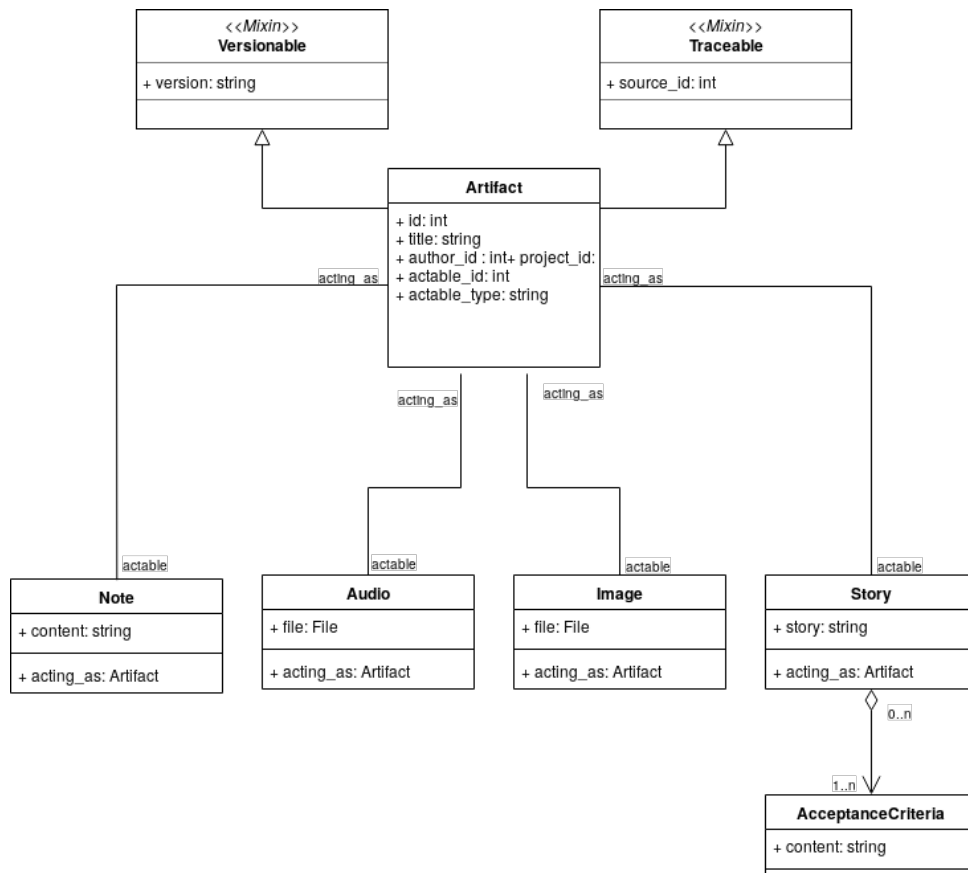 <<Mixin>>
Versionable
+ version: string
<<Mixin>>
Traceable
+ source_id: int
Artifact
+ id: int
+ title: string
+ author_id : int+ project_id:
+ actable_id: int
+ actable_type: string
acting_as
acting_as
acting_as
acting_as
actable
actable
actable
actable
Note
+ content: string
+ acting_as: Artifact
Audio
+ file: File
+ acting_as: Artifact
Image
+ file: File
+ acting_as: Artifact
Story
+ story: string
+ acting_as: Artifact
0..n
1..n
AcceptanceCriteria
+ content: string